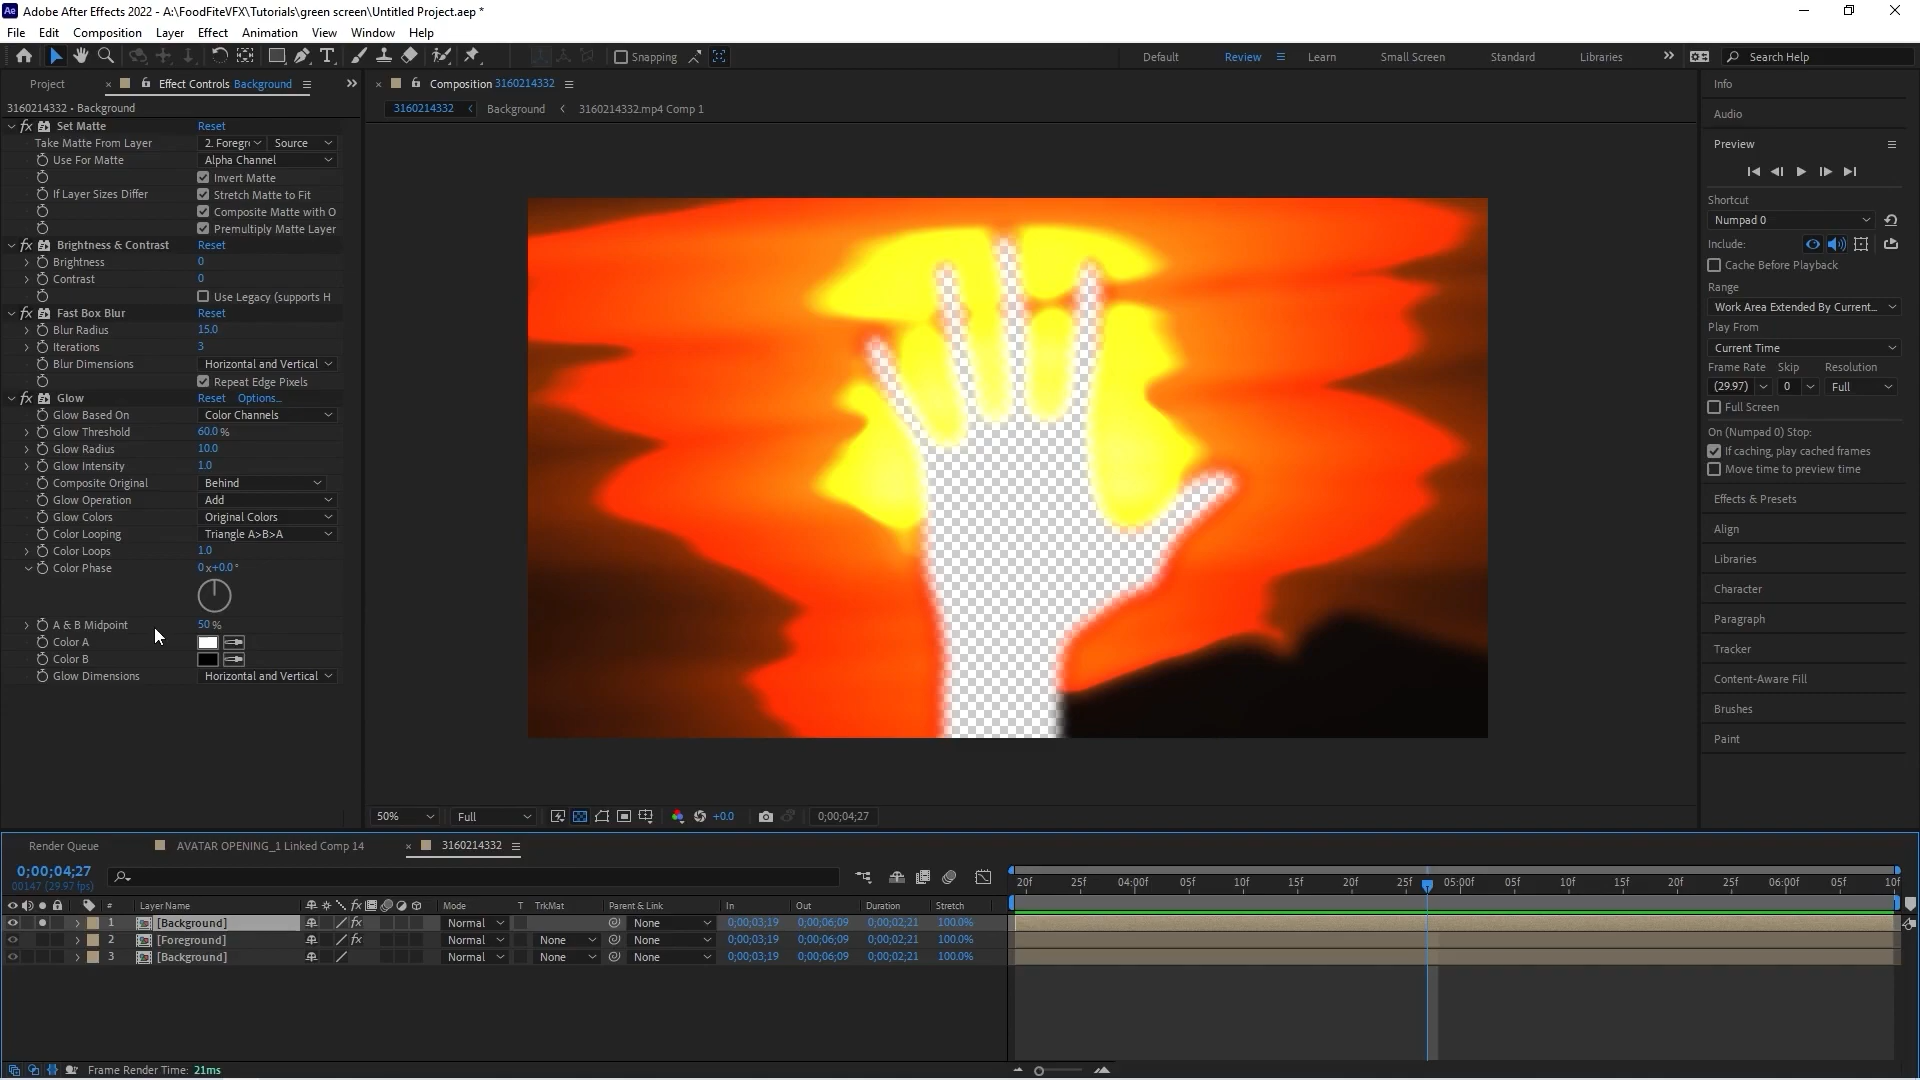 Adobe After Effects 2022 - A:\FoodFiteVFX\Tutorials\green screen\Untitled Project.aep *
File Edit Composition Layer Effect Animation View Window Help
Snapping Default Review Learn Small Screen Standard Libraries Search Help
Project Effect Controls Background
3160214332 • Background
fx Set Matte Reset
Take Matte From Layer 2. Foregr Source
Use For Matte Alpha Channel
Invert Matte
If Layer Sizes Differ Stretch Matte to Fit
Composite Matte with O
Premultiply Matte Layer
fx Brightness & Contrast Reset
Brightness 0
Contrast 0
Use Legacy (supports H
fx Fast Box Blur Reset
Blur Radius 15.0
Iterations 3
Blur Dimensions Horizontal and Vertical
Repeat Edge Pixels
fx Glow Reset Options...
Glow Based On Color Channels
Glow Threshold 60.0 %
Glow Radius 10.0
Glow Intensity 1.0
Composite Original Behind
Glow Operation Add
Glow Colors Original Colors
Color Looping Triangle A>B>A
Color Loops 1.0
Color Phase 0x+0.0°
A & B Midpoint 50 %
Color A
Color B
Glow Dimensions Horizontal and Vertical
Composition 3160214332
3160214332 Background 3160214332.mp4 Comp 1
50% Full +0.0 0;00;04;27
Info
Audio
Preview
Shortcut
Numpad 0
Include:
Cache Before Playback
Range
Work Area Extended By Current...
Play From
Current Time
Frame Rate Skip Resolution
(29.97) 0 Full
Full Screen
On (Numpad 0) Stop:
If caching, play cached frames
Move time to preview time
Effects & Presets
Align
Libraries
Character
Paragraph
Tracker
Content-Aware Fill
Brushes
Paint
Render Queue AVATAR OPENING_1 Linked Comp 14 3160214332
0;00;04;27
00147 (29.97 fps)
20f 25f 04:00f 05f 10f 15f 20f 25f 05:00f 05f 10f 15f 20f 25f 06:00f 05f 10f
# Layer Name fx Mode T TrkMat Parent & Link In Out Duration Stretch
1 [Background] fx Normal None 0;00;03;19 0;00;06;09 0;00;02;21 100.0%
2 [Foreground] fx Normal None None 0;00;03;19 0;00;06;09 0;00;02;21 100.0%
3 [Background] Normal None None 0;00;03;19 0;00;06;09 0;00;02;21 100.0%
Frame Render Time: 21ms